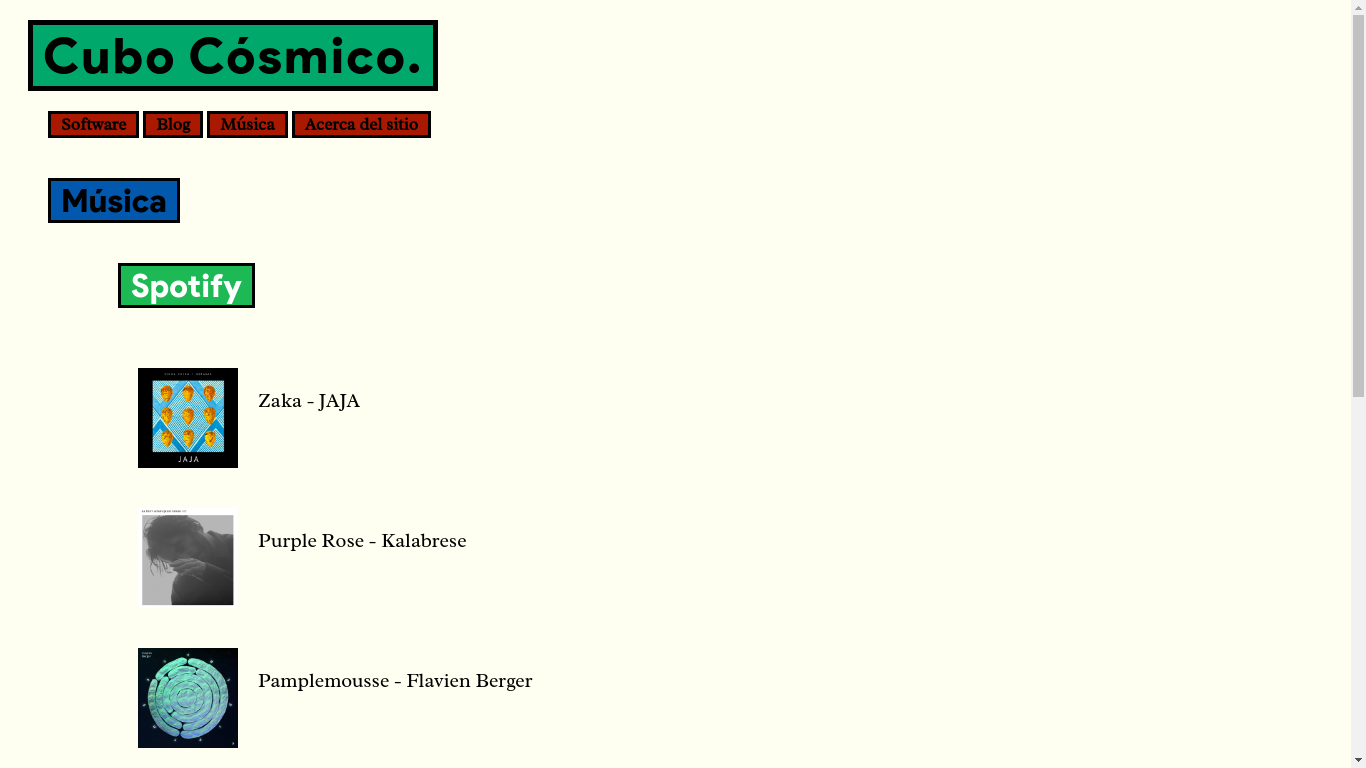 Cubo Cósmico.
Software Blog Música Acerca del sitio
Música
Spotify
Zaka - JAJA
JAJA
Purple Rose - Kalabrese
Pamplemousse - Flavien Berger